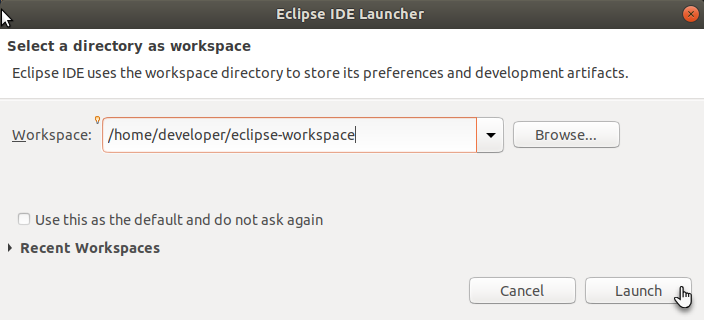 Eclipse IDE Launcher
Select a directory as workspace
Eclipse IDE uses the workspace directory to store its preferences and development artifacts.
Workspace: /home/developer/eclipse-workspace Browse...
Use this as the default and do not ask again
Recent Workspaces
Cancel Launch